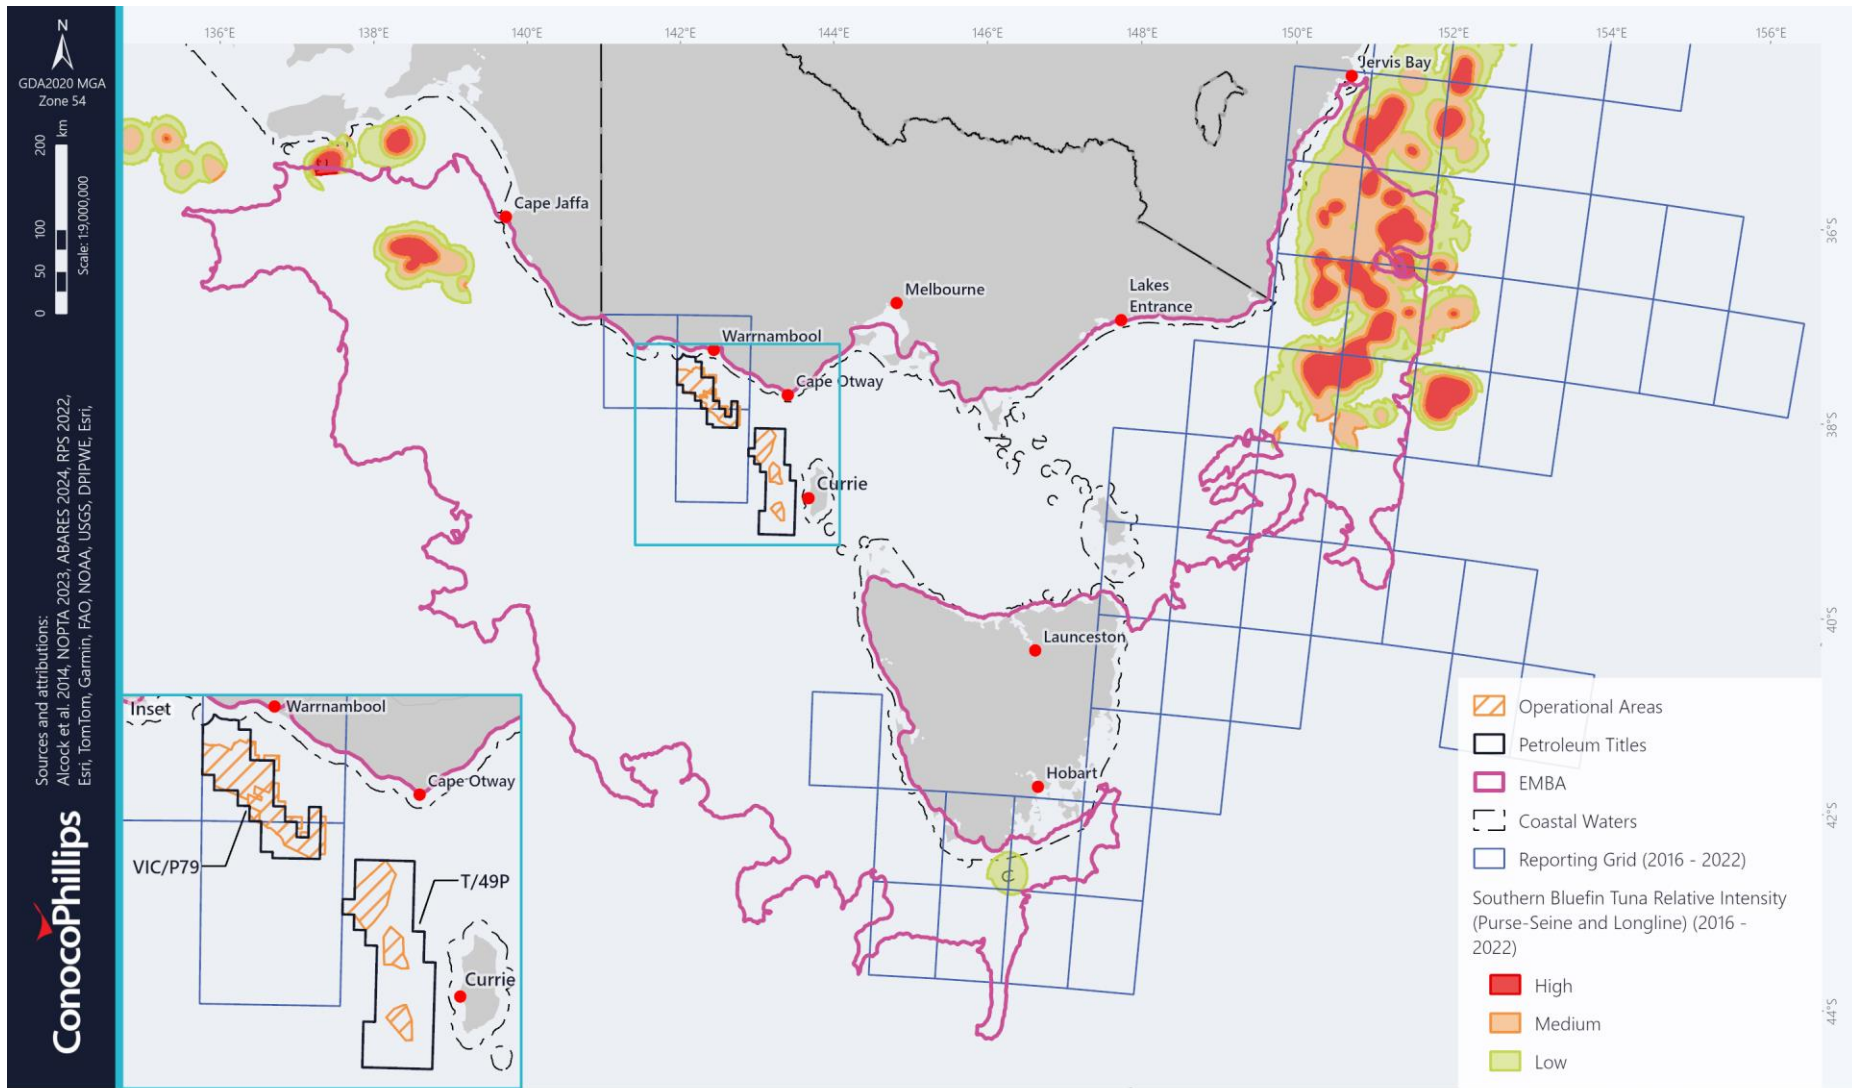 N
GDA2020 MGA
Zone 54
0 50 100 200
km
Scale: 1:9,000,000
Sources and attributions:
Alcock et al. 2014, NOPTA 2023, ABARES 2024, RPS 2022,
Esri, TomTom, Garmin, FAO, NOAA, USGS, DPIPWE, Esri,
ConocoPhillips
136°E 138°E 140°E 142°E 144°E 146°E 148°E 150°E 152°E 154°E 156°E
36°S
38°S
40°S
42°S
44°S
Jervis Bay
Cape Jaffa
Melbourne
Lakes
Entrance
Warrnambool
Cape Otway
Currie
Launceston
Hobart
Inset
Warrnambool
Cape Otway
VIC/P79
T/49P
Currie
Operational Areas
Petroleum Titles
EMBA
Coastal Waters
Reporting Grid (2016 - 2022)
Southern Bluefin Tuna Relative Intensity
(Purse-Seine and Longline) (2016 -
2022)
High
Medium
Low